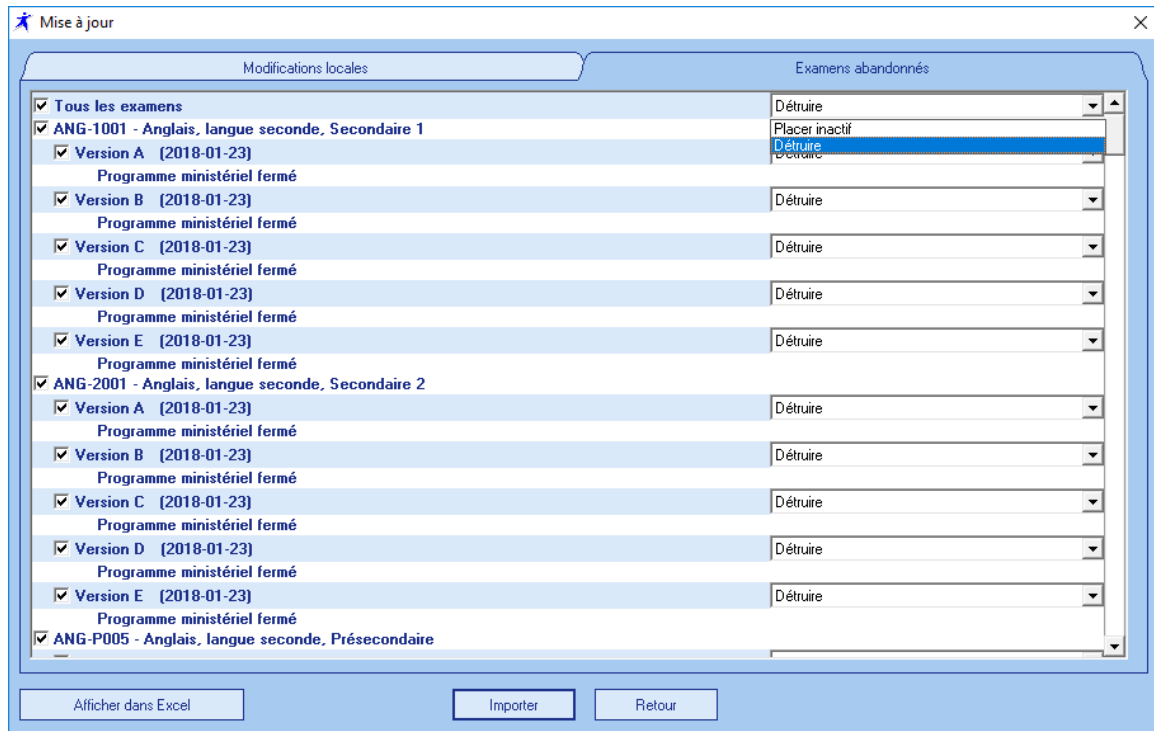 Mise à jour
Modifications locales Examens abandonnés
Tous les examens Détruire
ANG-1001 - Anglais, langue seconde, Secondaire 1 Placer inactif
Détruire
Version A (2018-01-23) Détruire
Programme ministériel fermé
Version B (2018-01-23) Détruire
Programme ministériel fermé
Version C (2018-01-23) Détruire
Programme ministériel fermé
Version D (2018-01-23) Détruire
Programme ministériel fermé
Version E (2018-01-23) Détruire
Programme ministériel fermé
ANG-2001 - Anglais, langue seconde, Secondaire 2
Version A (2018-01-23) Détruire
Programme ministériel fermé
Version B (2018-01-23) Détruire
Programme ministériel fermé
Version C (2018-01-23) Détruire
Programme ministériel fermé
Version D (2018-01-23) Détruire
Programme ministériel fermé
Version E (2018-01-23) Détruire
Programme ministériel fermé
ANG-P005 - Anglais, langue seconde, Présecondaire
Afficher dans Excel Importer Retour